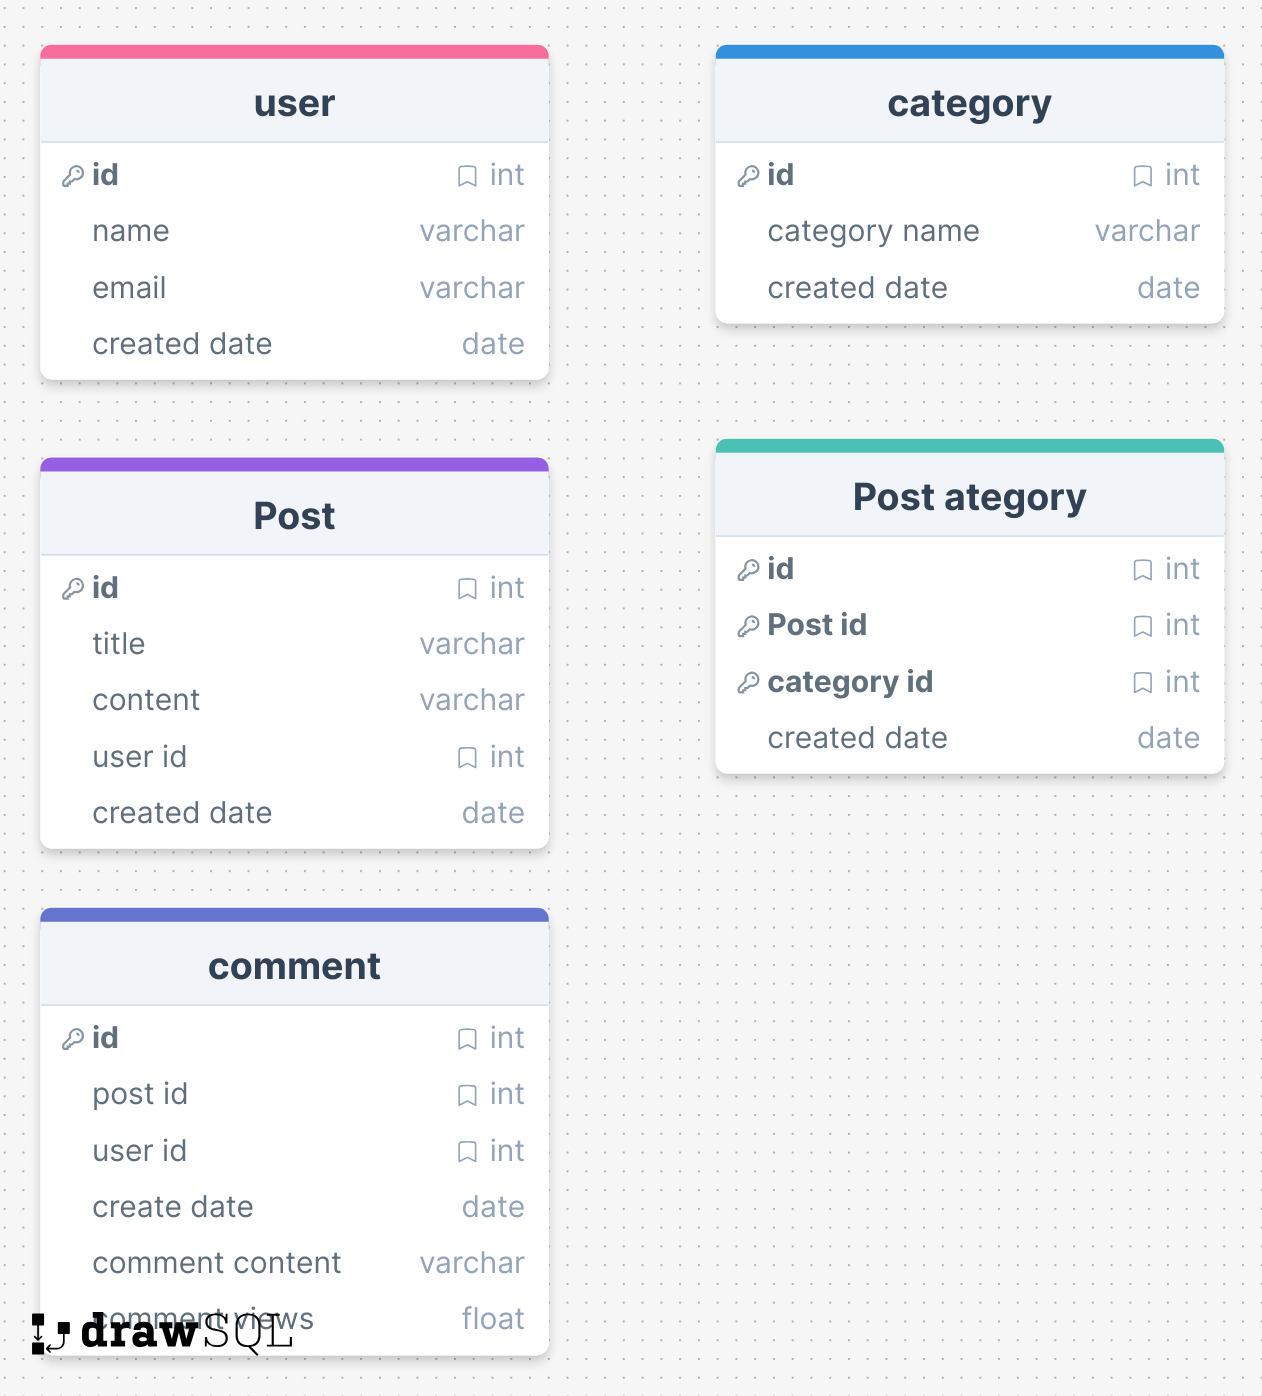 user
id int
name varchar
email varchar
created date date
category
id int
category name varchar
created date date
Post
id int
title varchar
content varchar
user id int
created date date
Post ategory
id int
Post id int
category id int
created date date
comment
id int
post id int
user id int
create date date
comment content varchar
comment views float
drawSQL